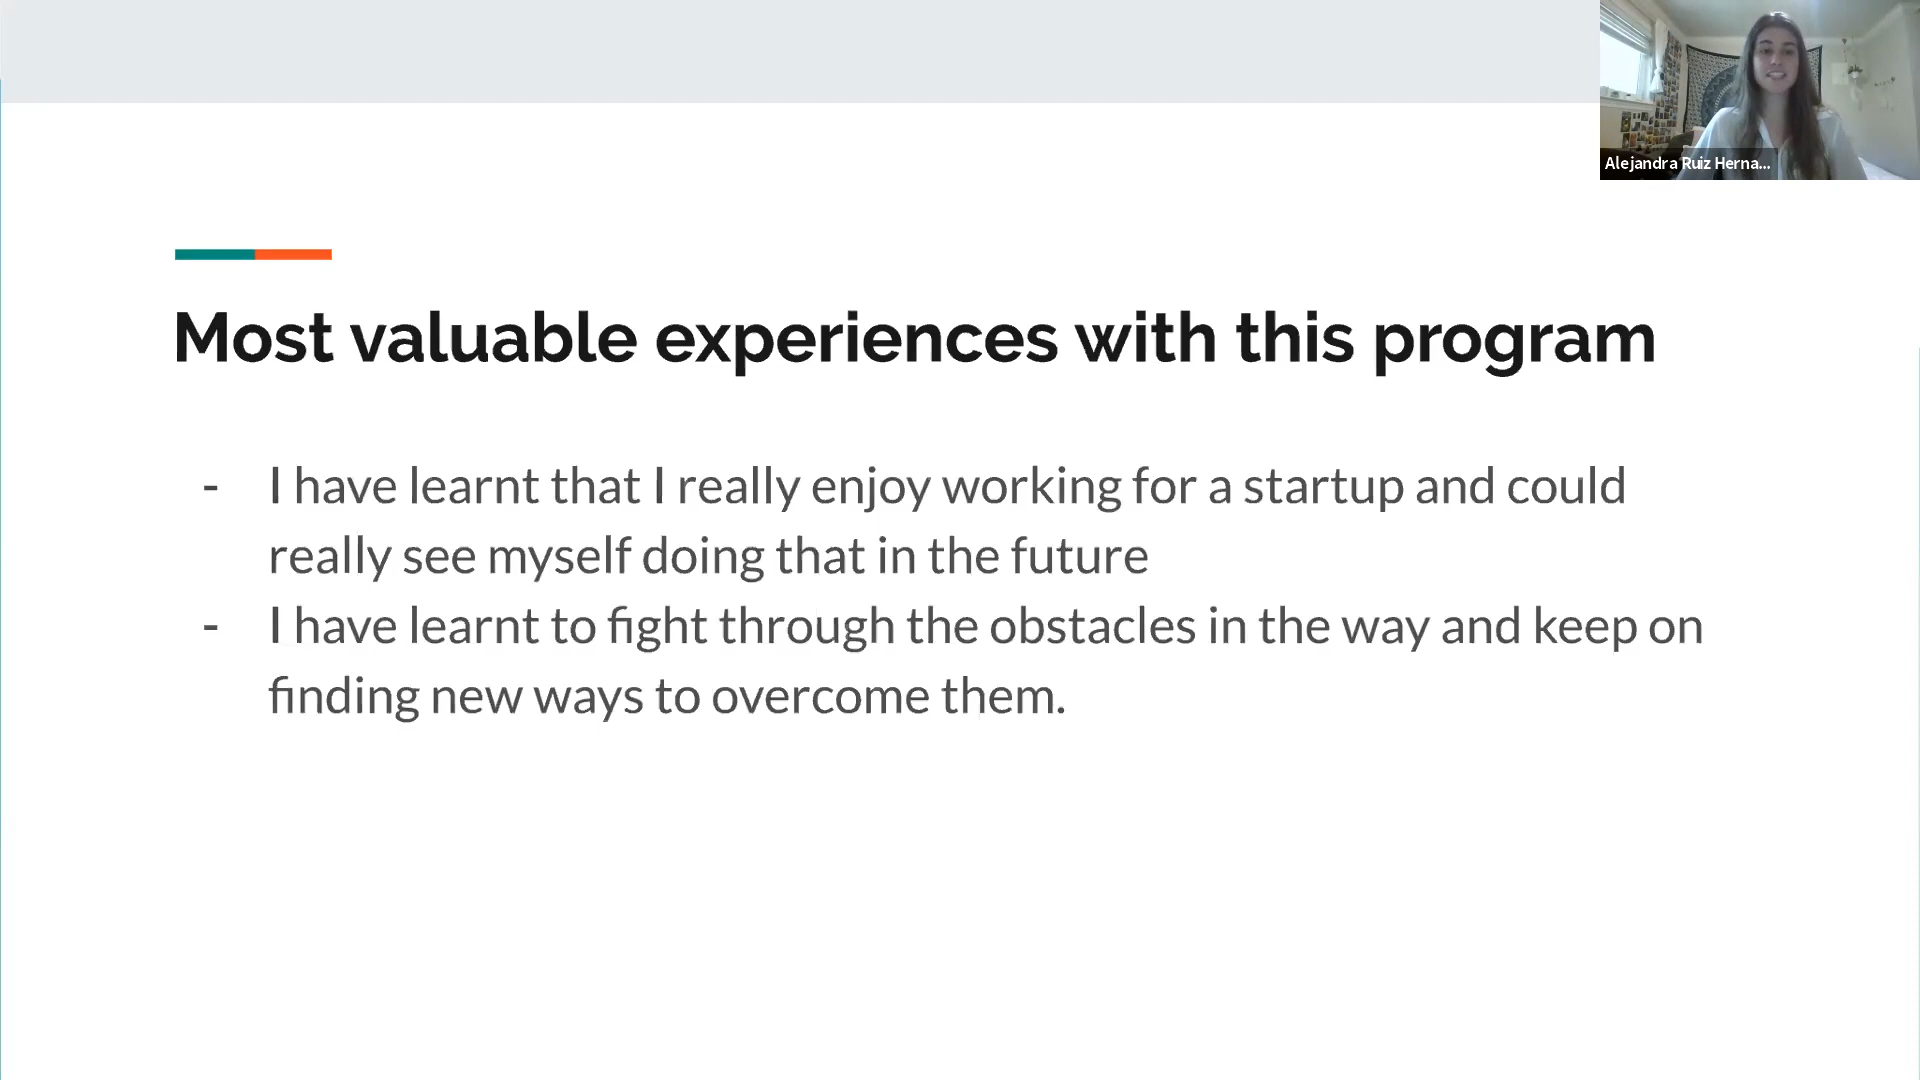 Alejandra Ruiz Herna...
Most valuable experiences with this program
- I have learnt that I really enjoy working for a startup and could
really see myself doing that in the future
- I have learnt to fight through the obstacles in the way and keep on
finding new ways to overcome them.